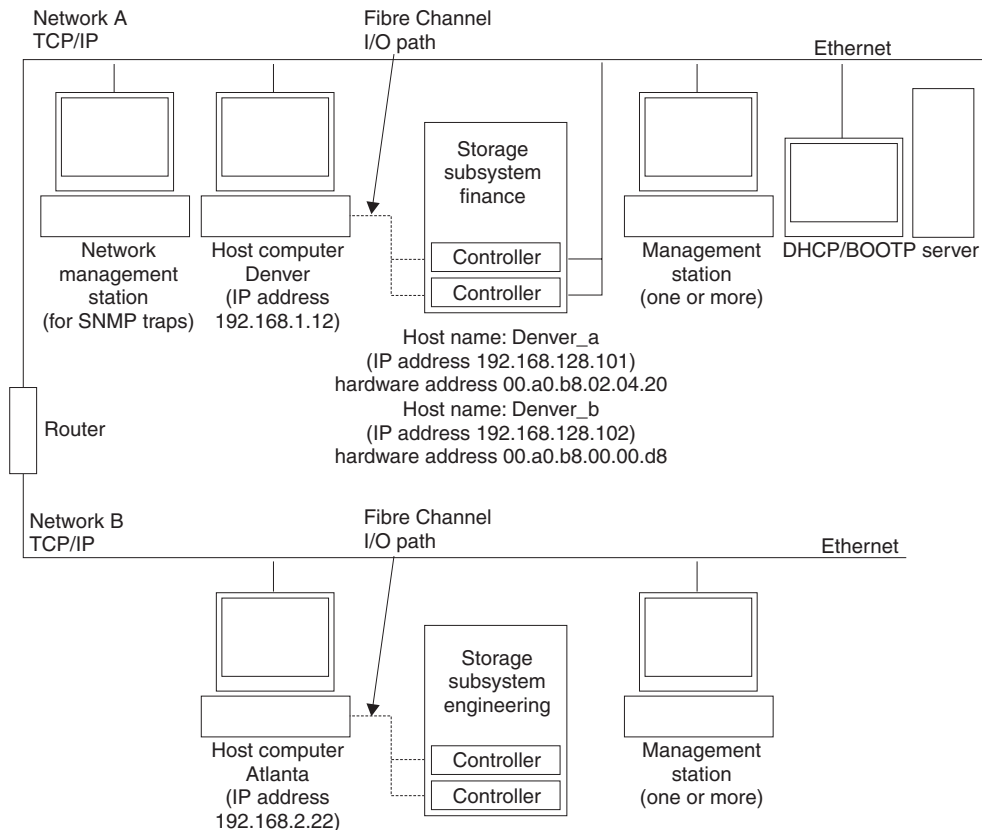 Network A
TCP/IP
Fibre Channel
I/O path
Ethernet
Storage
subsystem
finance
Controller
Controller
Network
management
station
(for SNMP traps)
Host computer
Denver
(IP address
192.168.1.12)
Management
station
(one or more)
DHCP/BOOTP server
Host name: Denver_a
(IP address 192.168.128.101)
hardware address 00.a0.b8.02.04.20
Host name: Denver_b
(IP address 192.168.128.102)
hardware address 00.a0.b8.00.00.d8
Router
Network B
TCP/IP
Fibre Channel
I/O path
Ethernet
Storage
subsystem
engineering
Controller
Controller
Host computer
Atlanta
(IP address
192.168.2.22)
Management
station
(one or more)